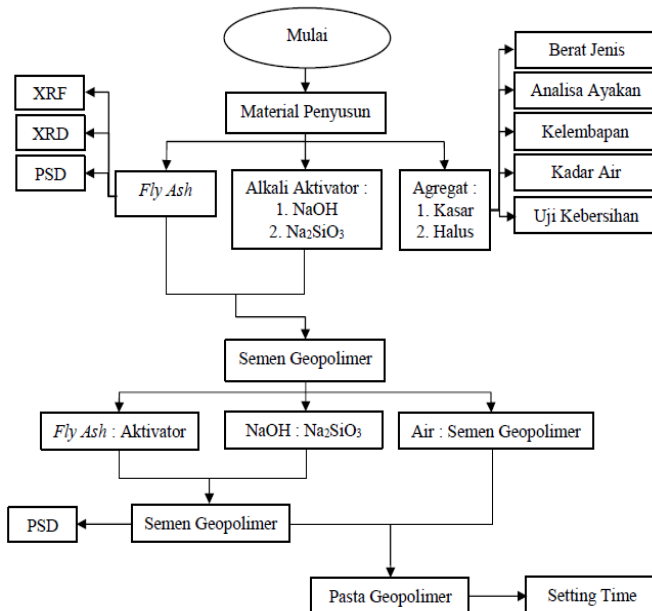 Mulai
Material Penyusun
XRF
XRD
PSD
Fly Ash
Alkali Aktivator :
1. NaOH
2. Na₂SiO₃
Agregat :
1. Kasar
2. Halus
Berat Jenis
Analisa Ayakan
Kelembapan
Kadar Air
Uji Kebersihan
Semen Geopolimer
Fly Ash : Aktivator
NaOH : Na₂SiO₃
Air : Semen Geopolimer
PSD
Semen Geopolimer
Pasta Geopolimer
Setting Time